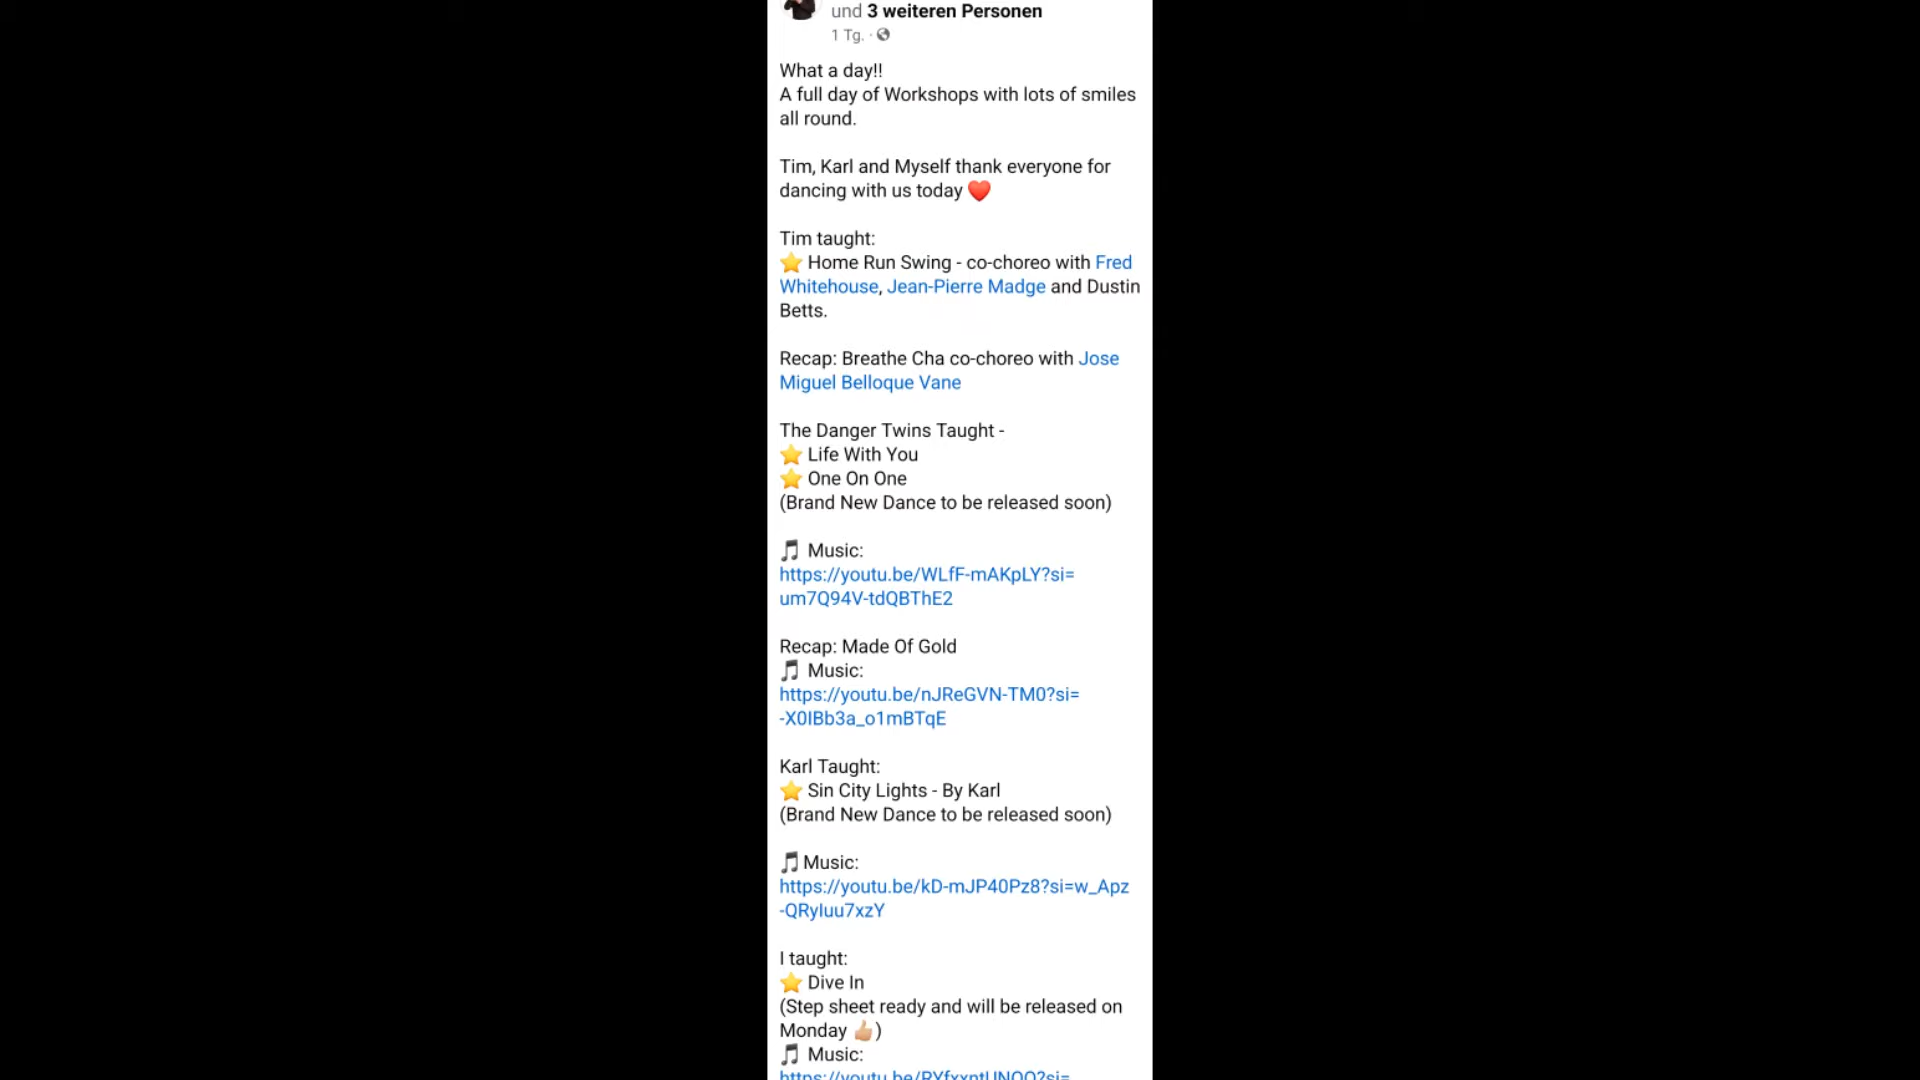 und 3 weiteren Personen
1 Tg. ·
What a day!!
A full day of Workshops with lots of smiles
all round.
Tim, Karl and Myself thank everyone for
dancing with us today ❤️
Tim taught:
⭐ Home Run Swing - co-choreo with Fred
Whitehouse, Jean-Pierre Madge and Dustin
Betts.
Recap: Breathe Cha co-choreo with Jose
Miguel Belloque Vane
The Danger Twins Taught -
⭐ Life With You
⭐ One On One
(Brand New Dance to be released soon)
🎵 Music:
https://youtu.be/WLfF-mAKpLY?si=
um7Q94V-tdQBThE2
Recap: Made Of Gold
🎵 Music:
https://youtu.be/nJReGVN-TM0?si=
-X0IBb3a_o1mBTqE
Karl Taught:
⭐ Sin City Lights - By Karl
(Brand New Dance to be released soon)
🎵Music:
https://youtu.be/kD-mJP40Pz8?si=w_Apz
-QRyIuu7xzY
I taught:
⭐ Dive In
(Step sheet ready and will be released on
Monday 👍🏼)
🎵 Music: